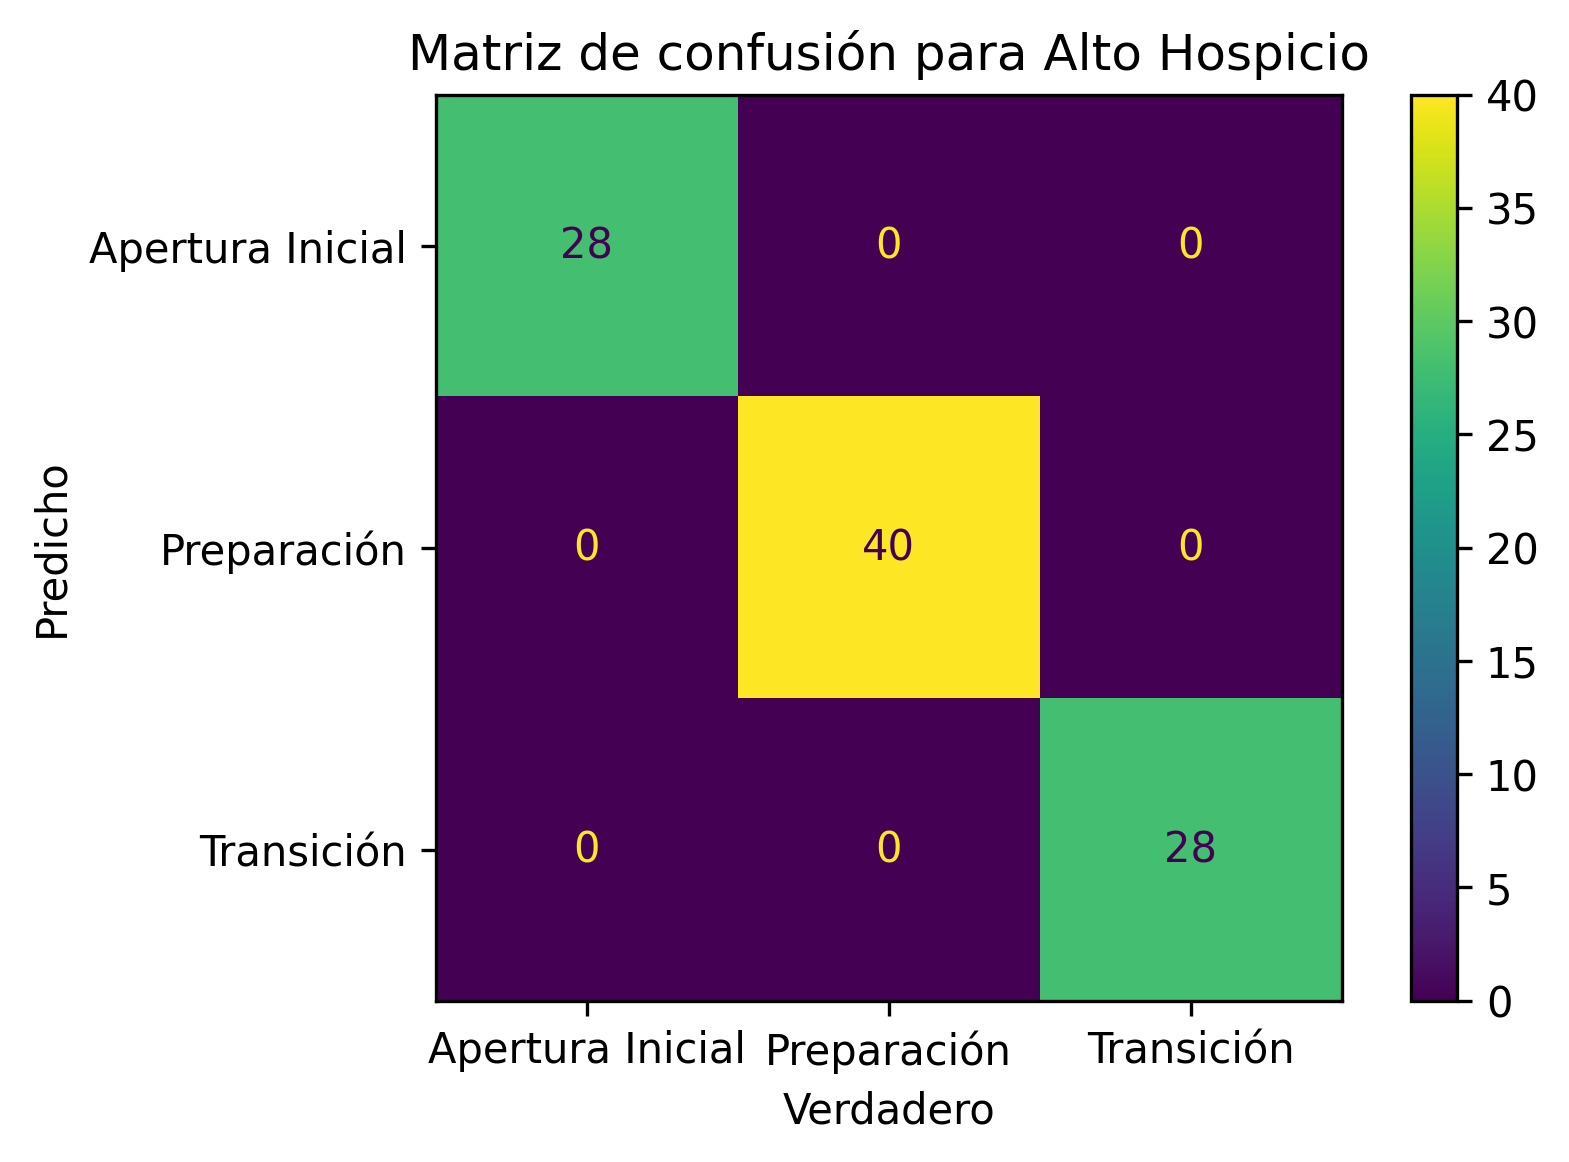 Matriz de confusión para Alto Hospicio
Predicho
Apertura Inicial
28 0 0
Preparación
0 40 0
Transición
0 0 28
Apertura Inicial Preparación Transición
Verdadero
40
35
30
25
20
15
10
5
0